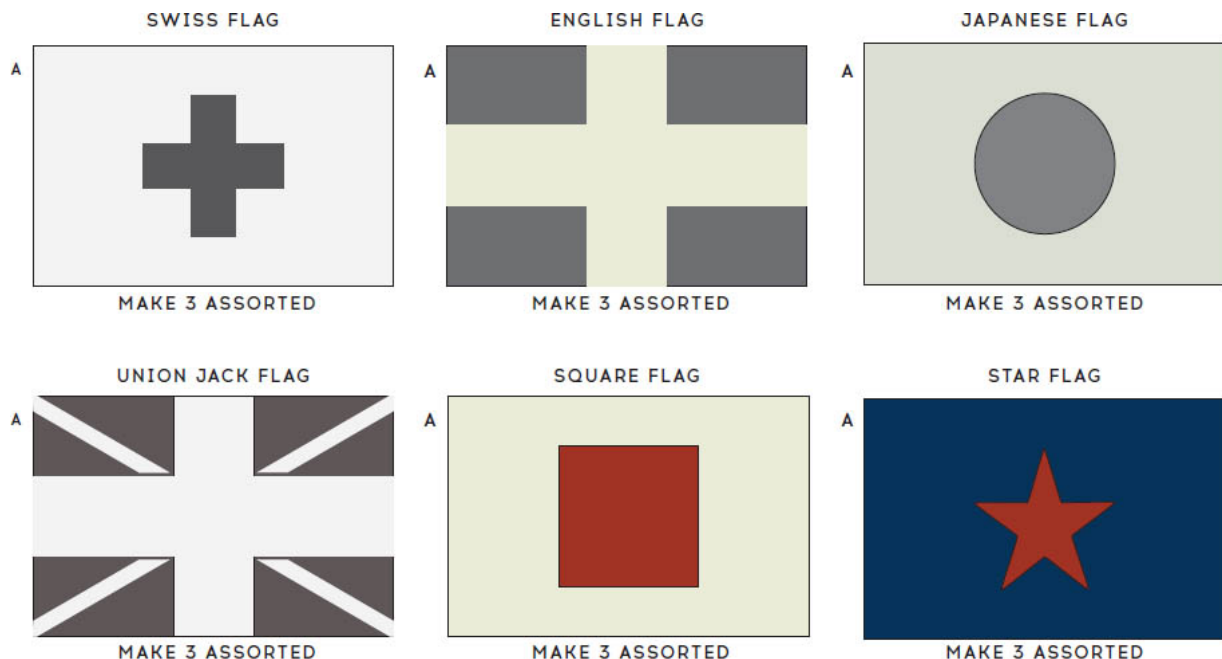 SWISS FLAG
ENGLISH FLAG
JAPANESE FLAG
A
A
A
MAKE 3 ASSORTED
MAKE 3 ASSORTED
MAKE 3 ASSORTED
UNION JACK FLAG
SQUARE FLAG
STAR FLAG
A
A
A
MAKE 3 ASSORTED
MAKE 3 ASSORTED
MAKE 3 ASSORTED